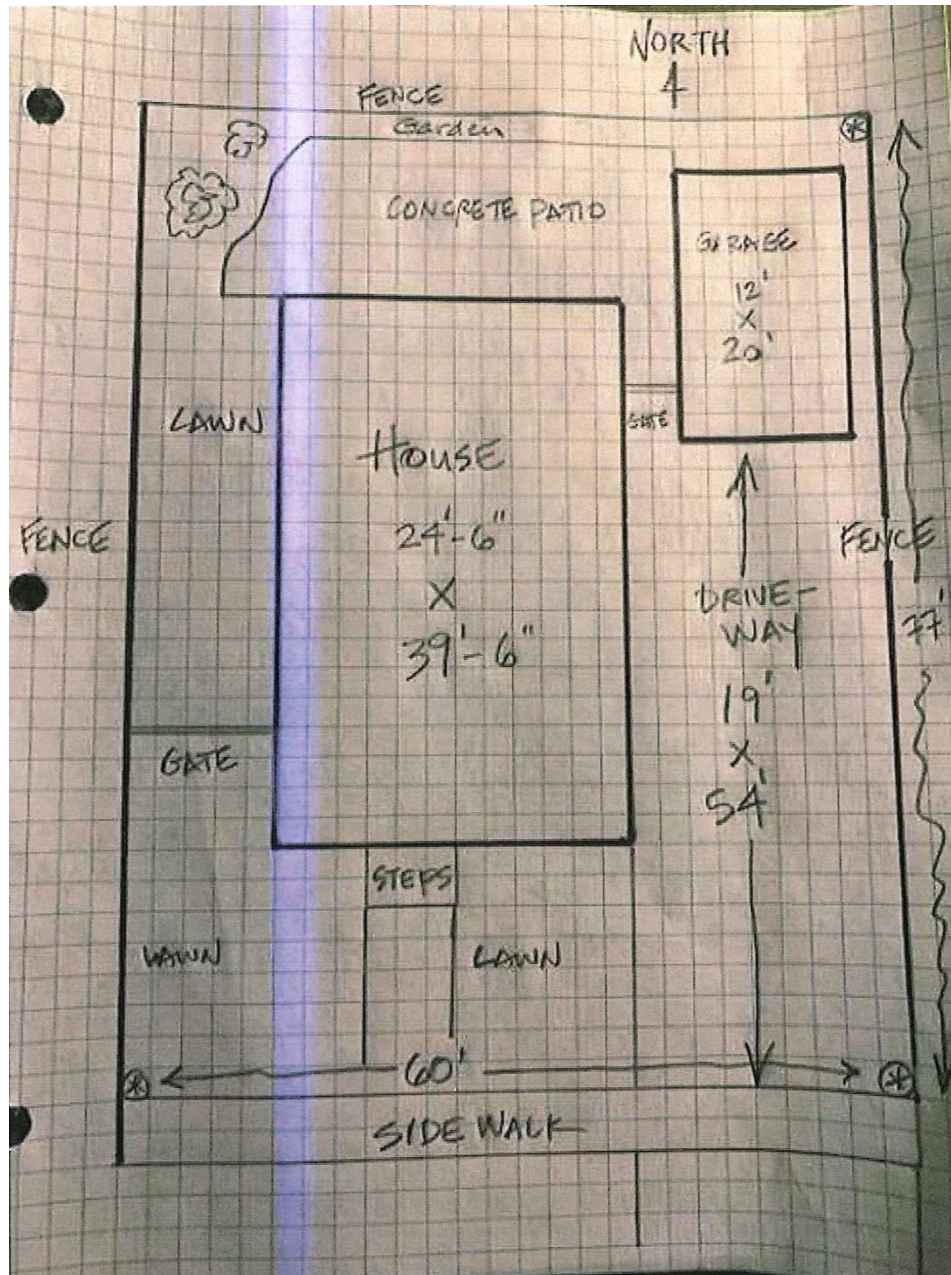 NORTH
FENCE
Garden
CONCRETE PATIO
GARAGE
12'
X
20'
LAWN
GATE
HOUSE
24'-6"
X
39'-6"
FENCE
FENCE
DRIVE-
WAY
19'
X
54'
77'
GATE
STEPS
LAWN
LAWN
60'
SIDE WALK